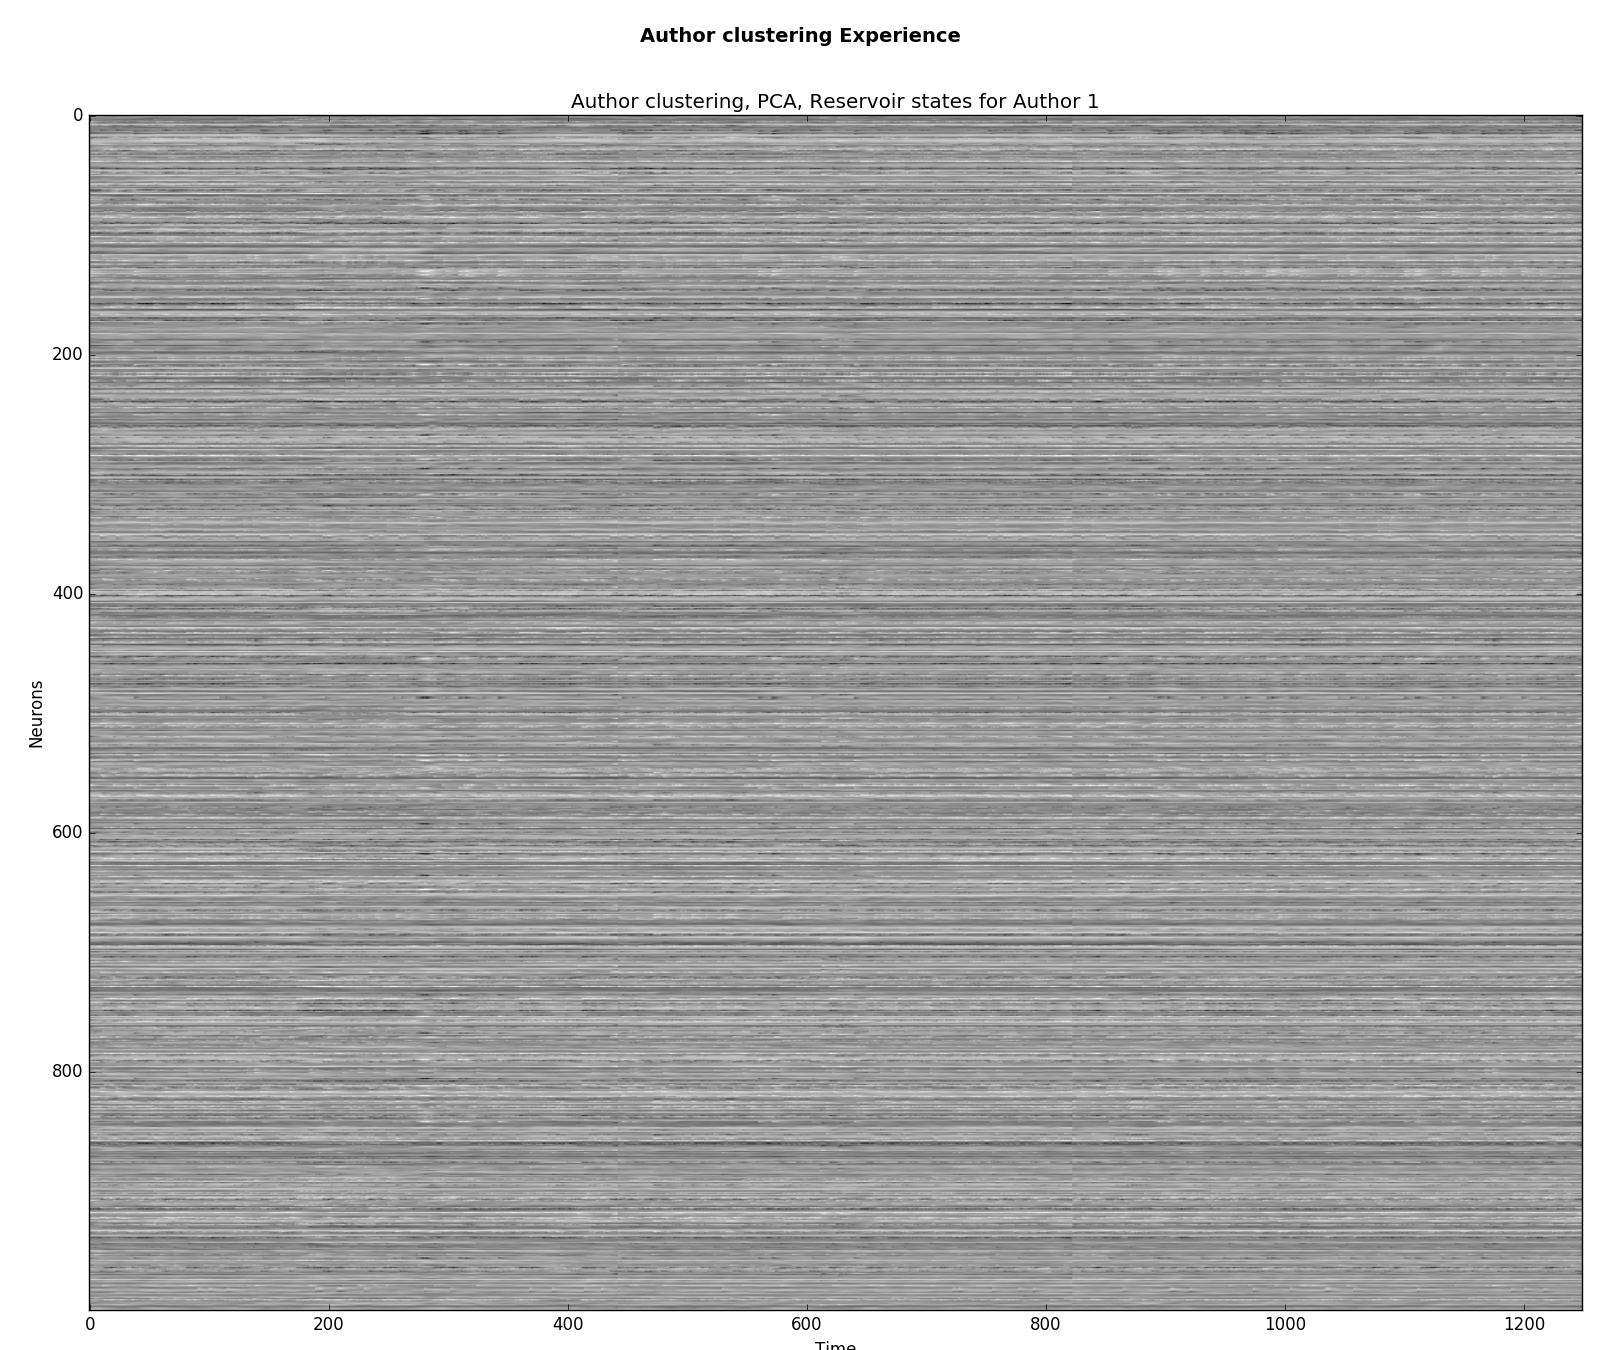 Author clustering Experience
Author clustering, PCA, Reservoir states for Author 1
0
200
400
600
800
Neurons
0 200 400 600 800 1000 1200
Time